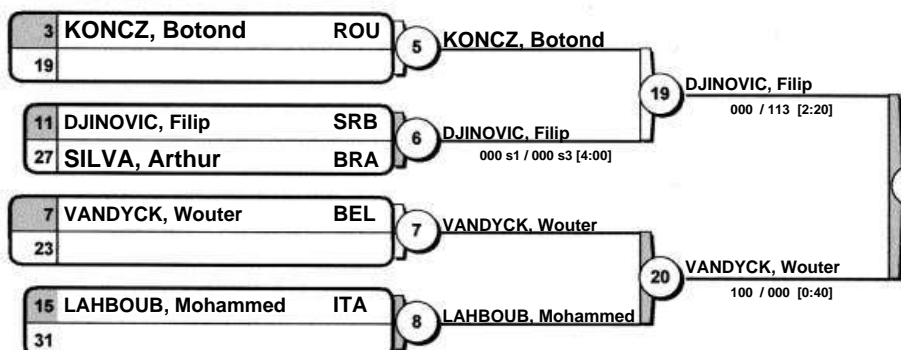 3 KONCZ, Botond ROU
19
5
KONCZ, Botond
11 DJINOVIC, Filip SRB
27 SILVA, Arthur BRA
6
DJINOVIC, Filip
000 s1 / 000 s3 [4:00]
19
DJINOVIC, Filip
000 / 113 [2:20]
7 VANDYCK, Wouter BEL
23
7
VANDYCK, Wouter
15 LAHBOUB, Mohammed ITA
31
8
LAHBOUB, Mohammed
20
VANDYCK, Wouter
100 / 000 [0:40]